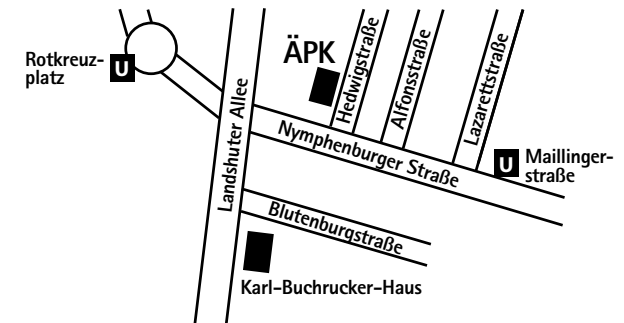 Rotkreuz-
platz
U
ÄPK
Hedwigstraße
Alfonsstraße
Lazarettstraße
Landshuter Allee
Nymphenburger Straße
U
Maillinger-
straße
Blutenburgstraße
Karl-Buchrucker-Haus